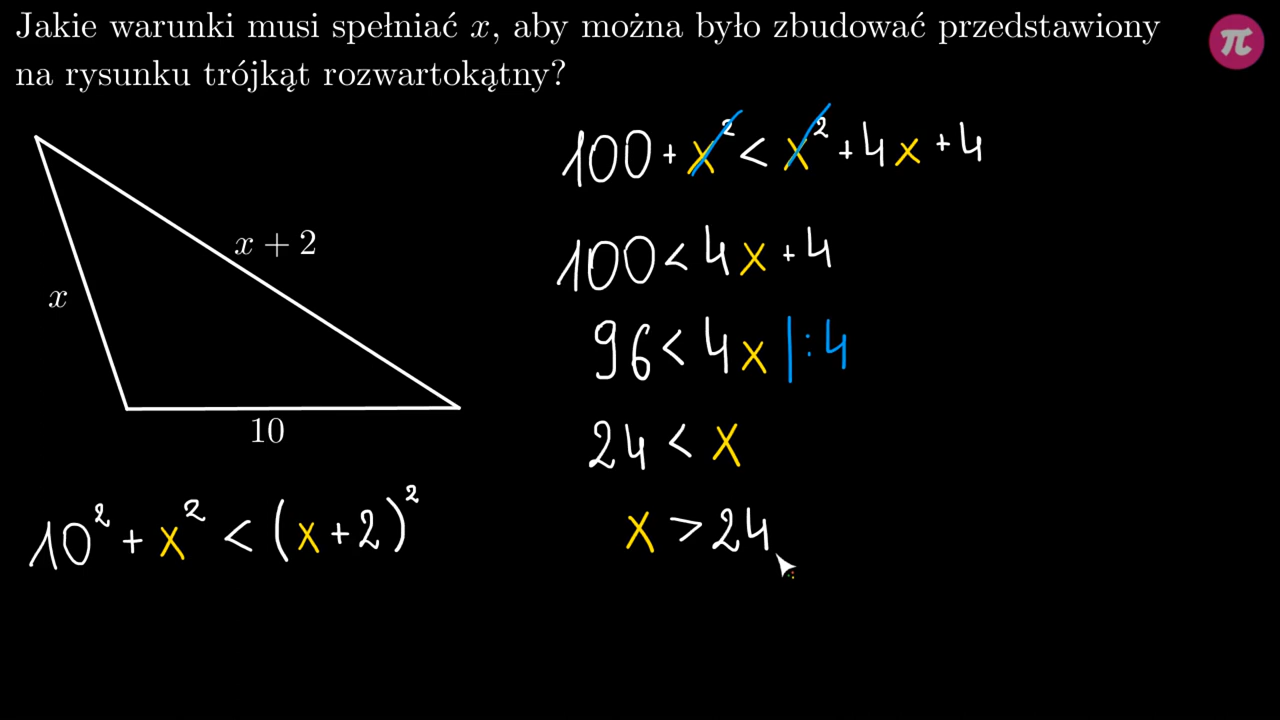 Jakie warunki musi spełniać x, aby można było zbudować przedstawiony
na rysunku trójkąt rozwartokątny?
π
x + 2
x
10
10² + x² < (x + 2)²
100 + x² < x² + 4x + 4
100 < 4x + 4
96 < 4x |:4
24 < x
x > 24